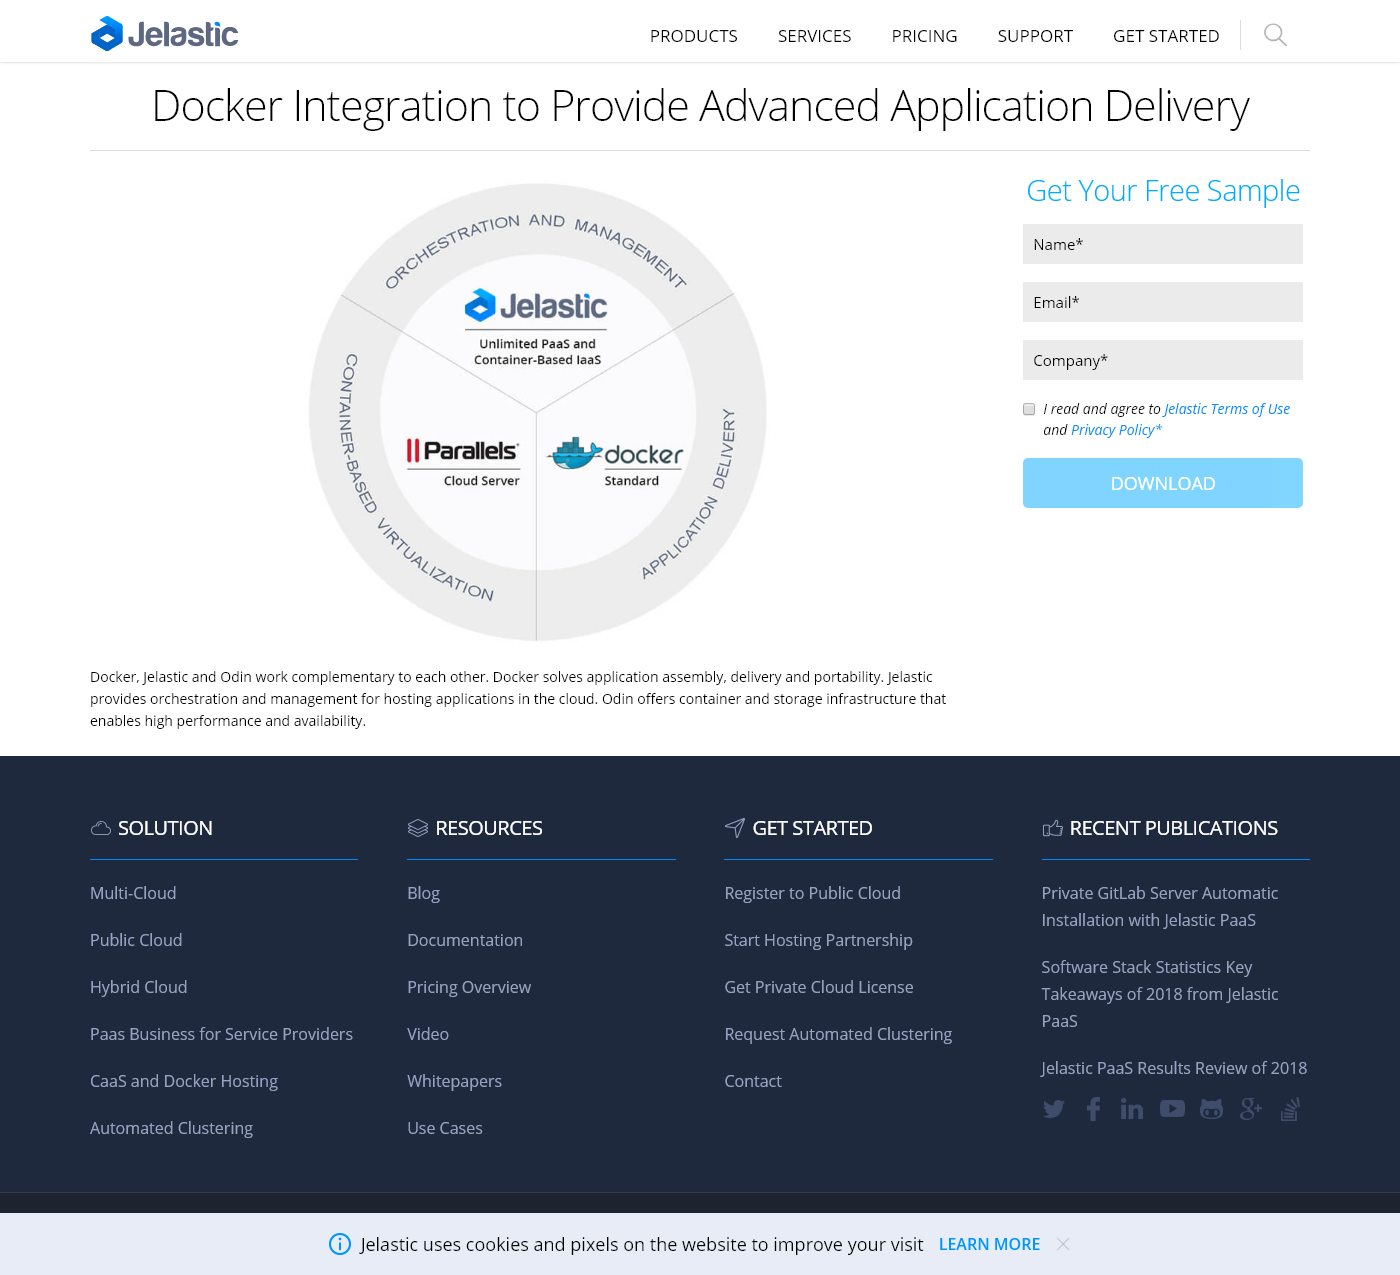 Jelastic
PRODUCTS
SERVICES
PRICING
SUPPORT
GET STARTED
Docker Integration to Provide Advanced Application Delivery
ORCHESTRATION AND MANAGEMENT
Jelastic
Unlimited PaaS and
Container-Based IaaS
CONTAINER-BASED VIRTUALIZATION
Parallels
Cloud Server
docker
Standard
APPLICATION DELIVERY
Docker, Jelastic and Odin work complementary to each other. Docker solves application assembly, delivery and portability. Jelastic
provides orchestration and management for hosting applications in the cloud. Odin offers container and storage infrastructure that
enables high performance and availability.
Get Your Free Sample
Name*
Email*
Company*
I read and agree to Jelastic Terms of Use
and Privacy Policy*
DOWNLOAD
SOLUTION
Multi-Cloud
Public Cloud
Hybrid Cloud
Paas Business for Service Providers
CaaS and Docker Hosting
Automated Clustering
RESOURCES
Blog
Documentation
Pricing Overview
Video
Whitepapers
Use Cases
GET STARTED
Register to Public Cloud
Start Hosting Partnership
Get Private Cloud License
Request Automated Clustering
Contact
RECENT PUBLICATIONS
Private GitLab Server Automatic
Installation with Jelastic PaaS
Software Stack Statistics Key
Takeaways of 2018 from Jelastic
PaaS
Jelastic PaaS Results Review of 2018
Jelastic uses cookies and pixels on the website to improve your visit LEARN MORE